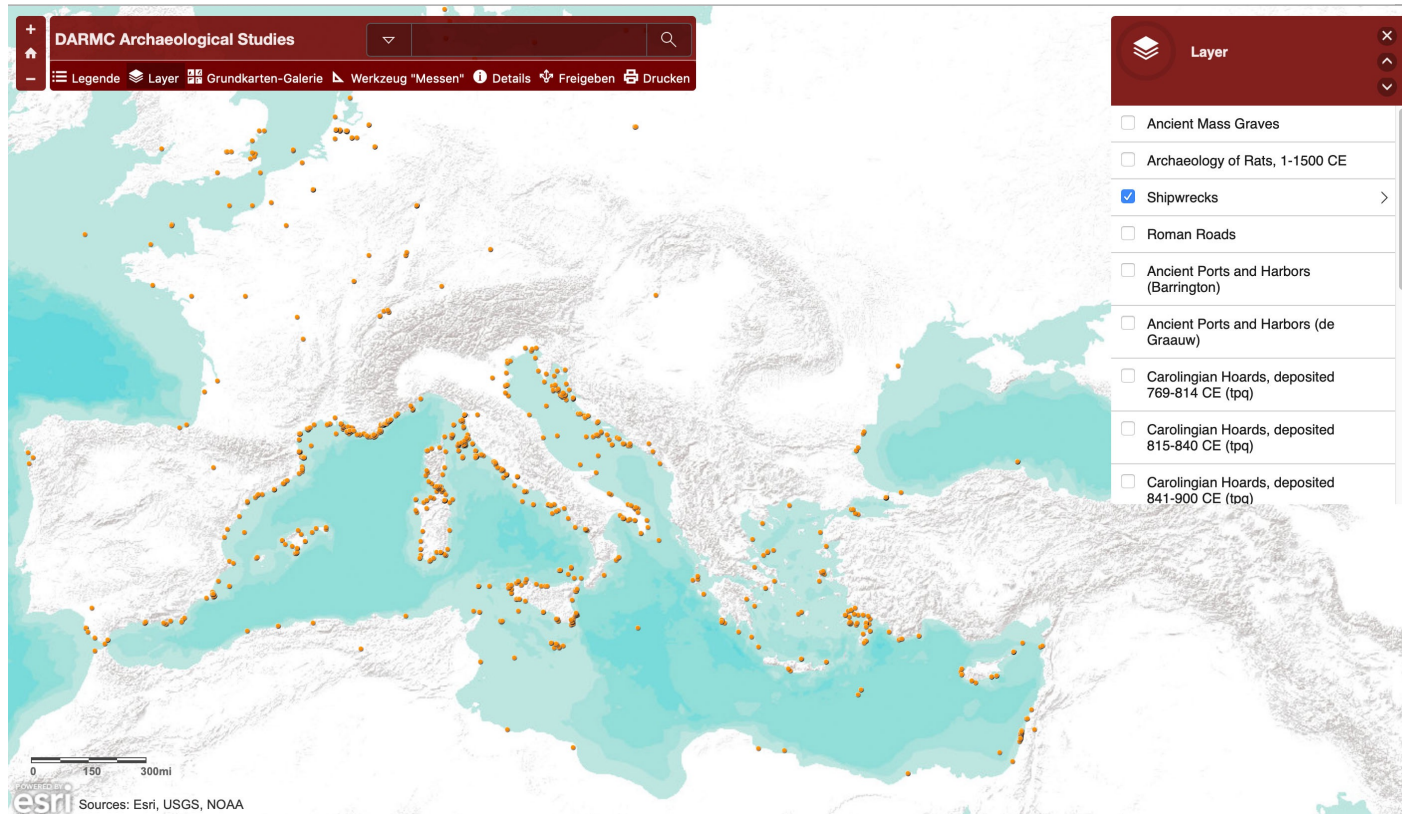 +
DARMC Archaeological Studies
Legende Layer Grundkarten-Galerie Werkzeug "Messen" Details Freigeben Drucken
Layer
Ancient Mass Graves
Archaeology of Rats, 1-1500 CE
Shipwrecks
Roman Roads
Ancient Ports and Harbors
(Barrington)
Ancient Ports and Harbors (de
Graauw)
Carolingian Hoards, deposited
769-814 CE (tpq)
Carolingian Hoards, deposited
815-840 CE (tpq)
Carolingian Hoards, deposited
841-900 CE (tpq)
0 150 300mi
POWERED BY
esri
Sources: Esri, USGS, NOAA